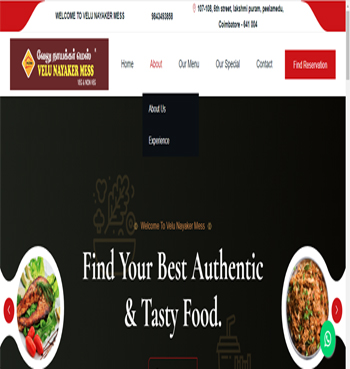 WELCOME TO VELU NAYAKER MESS
9843493859
107-108, 6th street, lakshmi puram, peelamedu,
Coimbatore - 641 004
வேலு நாயக்கர் மெஸ்
VELU NAYAKER MESS
VEG & NON VEG
Home
About
Our Menu
Our Special
Contact
Find Reservation
About Us
Experience
Welcome To Velu Nayaker Mess
Find Your Best Authentic
& Tasty Food.